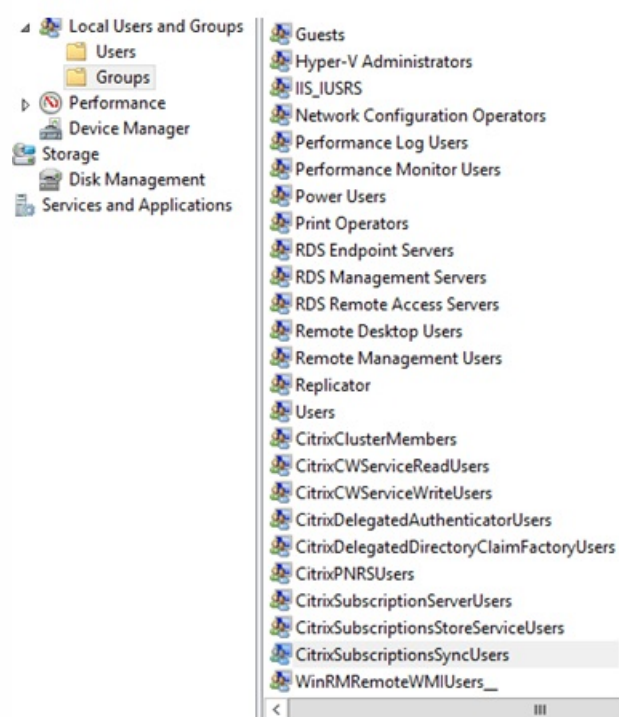 Local Users and Groups
Users
Groups
Performance
Device Manager
Storage
Disk Management
Services and Applications
Guests
Hyper-V Administrators
IIS_IUSRS
Network Configuration Operators
Performance Log Users
Performance Monitor Users
Power Users
Print Operators
RDS Endpoint Servers
RDS Management Servers
RDS Remote Access Servers
Remote Desktop Users
Remote Management Users
Replicator
Users
CitrixClusterMembers
CitrixCWServiceReadUsers
CitrixCWServiceWriteUsers
CitrixDelegatedAuthenticatorUsers
CitrixDelegatedDirectoryClaimFactoryUsers
CitrixPNRSUsers
CitrixSubscriptionServerUsers
CitrixSubscriptionsStoreServiceUsers
CitrixSubscriptionsSyncUsers
WinRMRemoteWMIUsers__